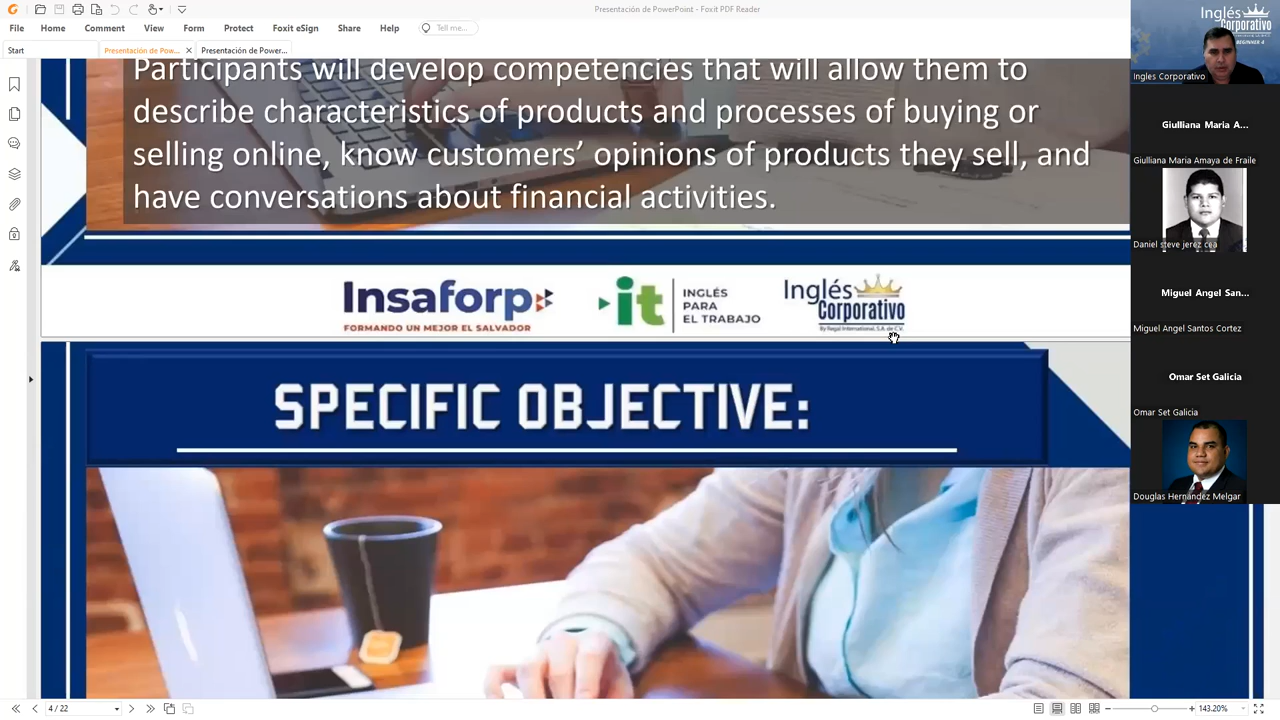 Presentación de PowerPoint - Foxit PDF Reader
File Home Comment View Form Protect Foxit eSign Share Help Tell me...
Start Presentación de Pow... Presentación de Power...
Participants will develop competencies that will allow them to
describe characteristics of products and processes of buying or
selling online, know customers’ opinions of products they sell, and
have conversations about financial activities.
Insaforp
FORMANDO UN MEJOR EL SALVADOR
it
INGLÉS
PARA
EL TRABAJO
Inglés
Corporativo
By Regal International, S.A. de C.V.
SPECIFIC OBJECTIVE:
Inglés
Corporativo
BEGINNER 4
Ingles Corporativo
Giulliana Maria A...
Giulliana Maria Amaya de Fraile
Daniel steve jerez cea
Miguel Angel San...
Miguel Angel Santos Cortez
Omar Set Galicia
Omar Set Galicia
Douglas Hernández Melgar
4 / 22
143.20%